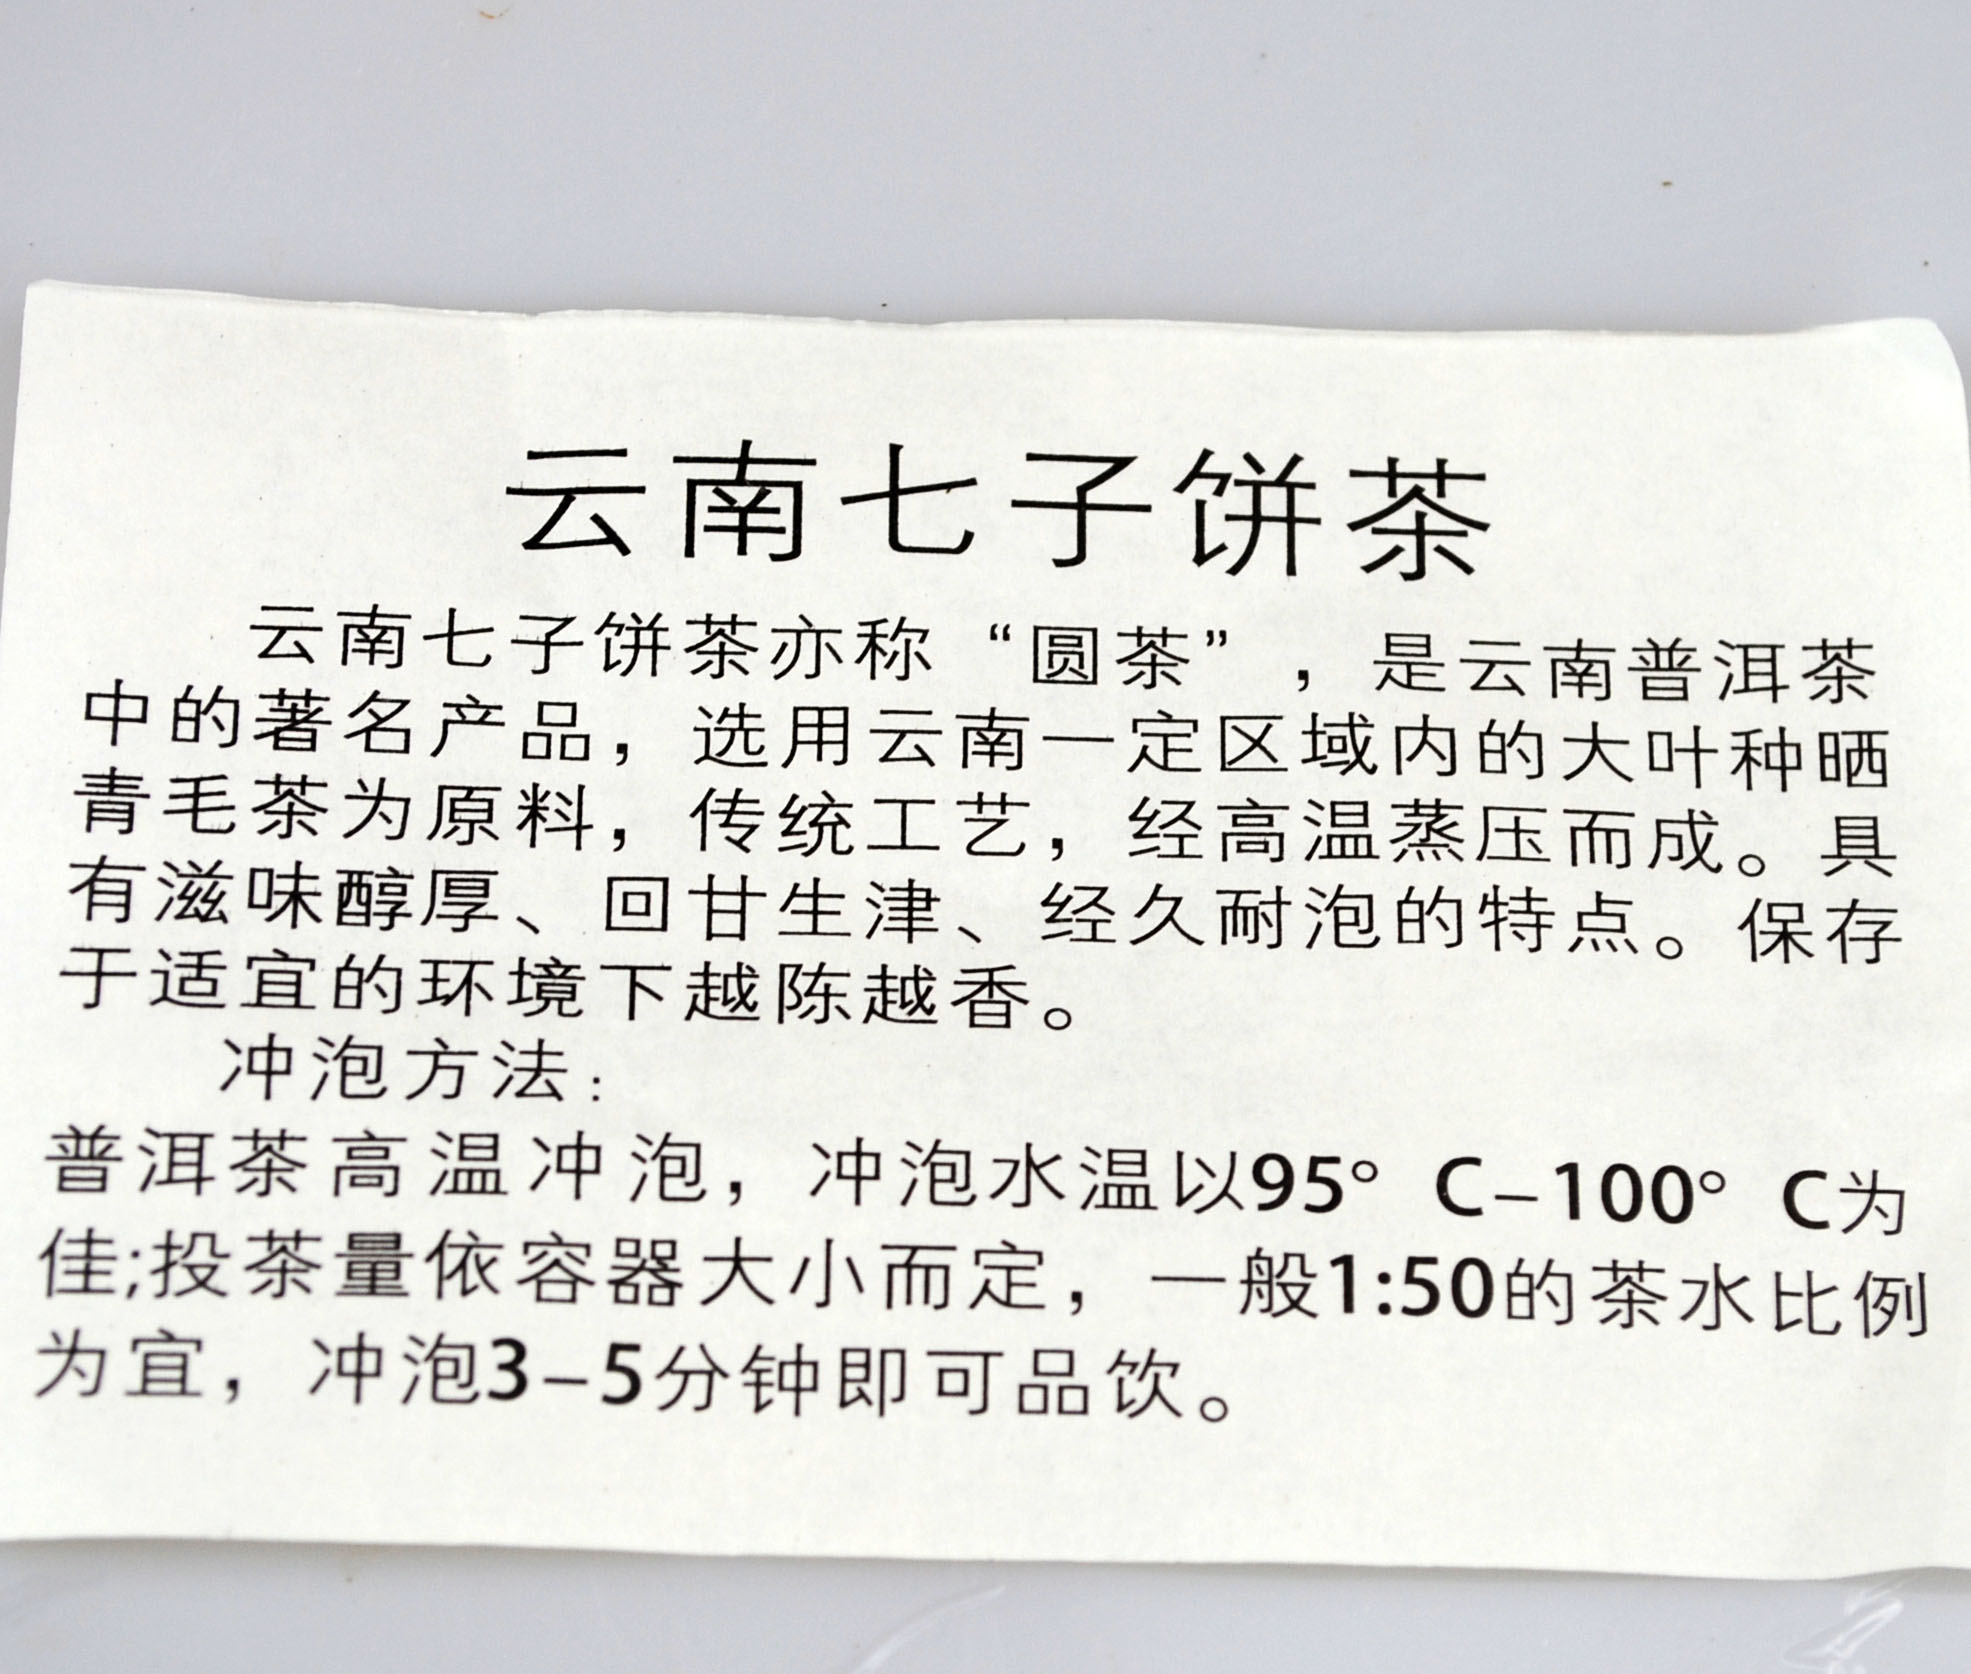 云南七子饼茶
云南七子饼茶亦称“圆茶”，是云南普洱茶
中的著名产品，选用云南一定区域内的大叶种晒
青毛茶为原料，传统工艺，经高温蒸压而成。具
有滋味醇厚、回甘生津、经久耐泡的特点。保存
于适宜的环境下越陈越香。
冲泡方法：
普洱茶高温冲泡，冲泡水温以95° C-100° C为
佳;投茶量依容器大小而定，一般1:50的茶水比例
为宜，冲泡3-5分钟即可品饮。